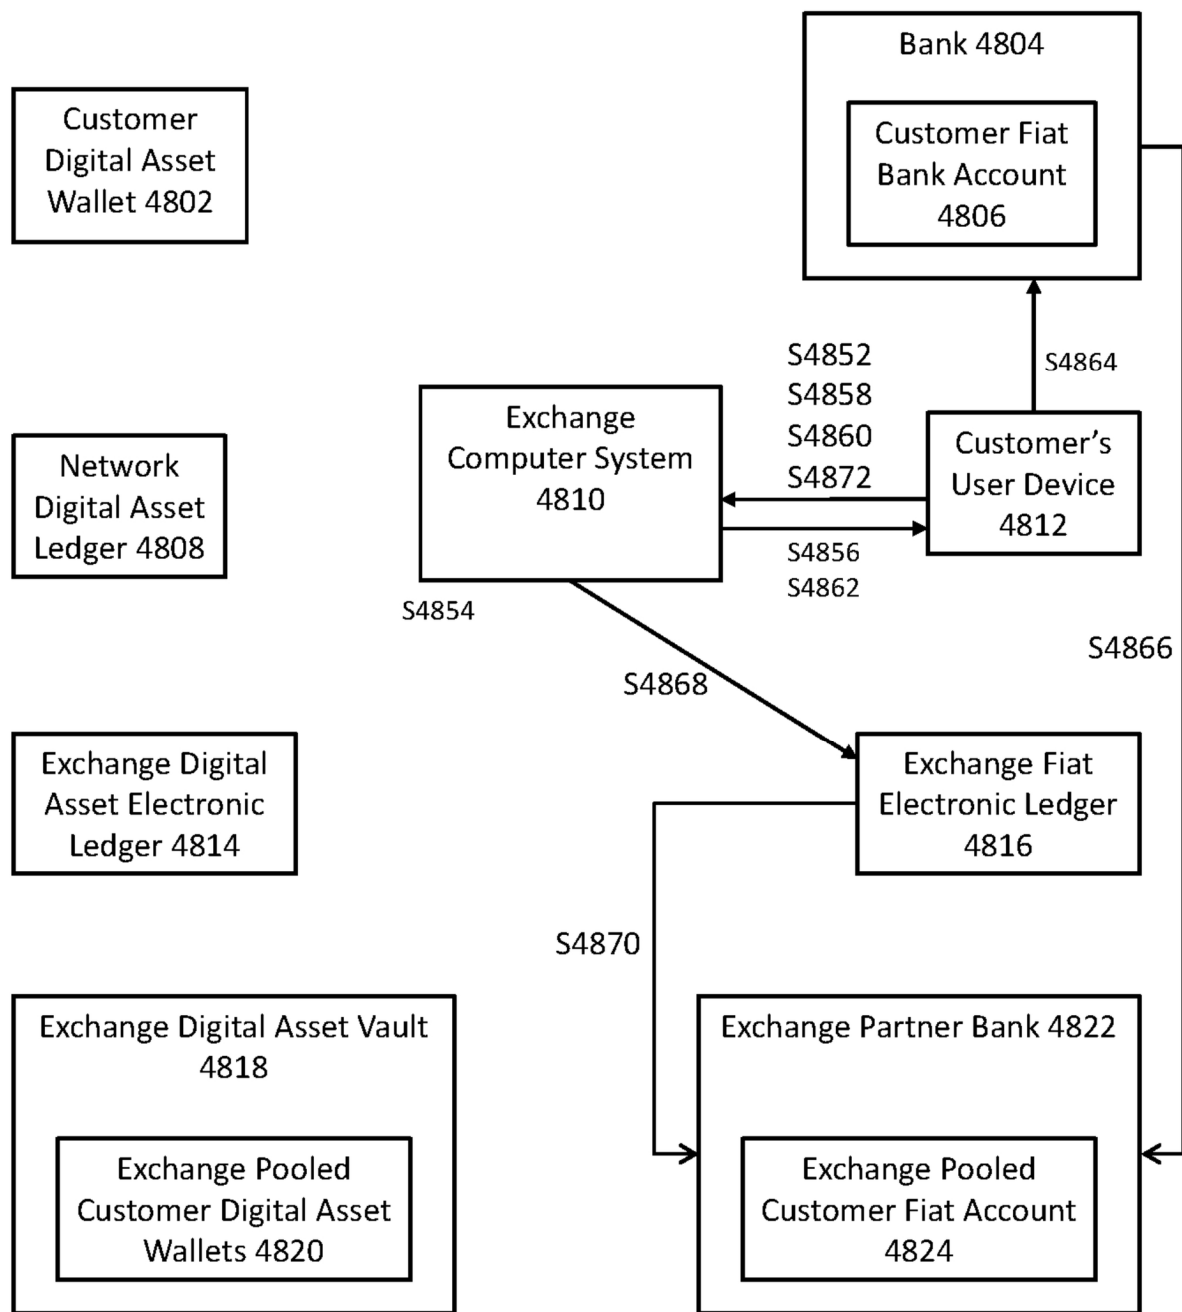 Bank 4804
Customer
Digital Asset
Wallet 4802
Customer Fiat
Bank Account
4806
S4852
S4858
S4860
S4872
S4864
Exchange
Computer System
4810
Customer's
User Device
4812
Network
Digital Asset
Ledger 4808
S4856
S4862
S4854
S4866
S4868
Exchange Digital
Asset Electronic
Ledger 4814
Exchange Fiat
Electronic Ledger
4816
S4870
Exchange Digital Asset Vault
4818
Exchange Pooled
Customer Digital Asset
Wallets 4820
Exchange Partner Bank 4822
Exchange Pooled
Customer Fiat Account
4824